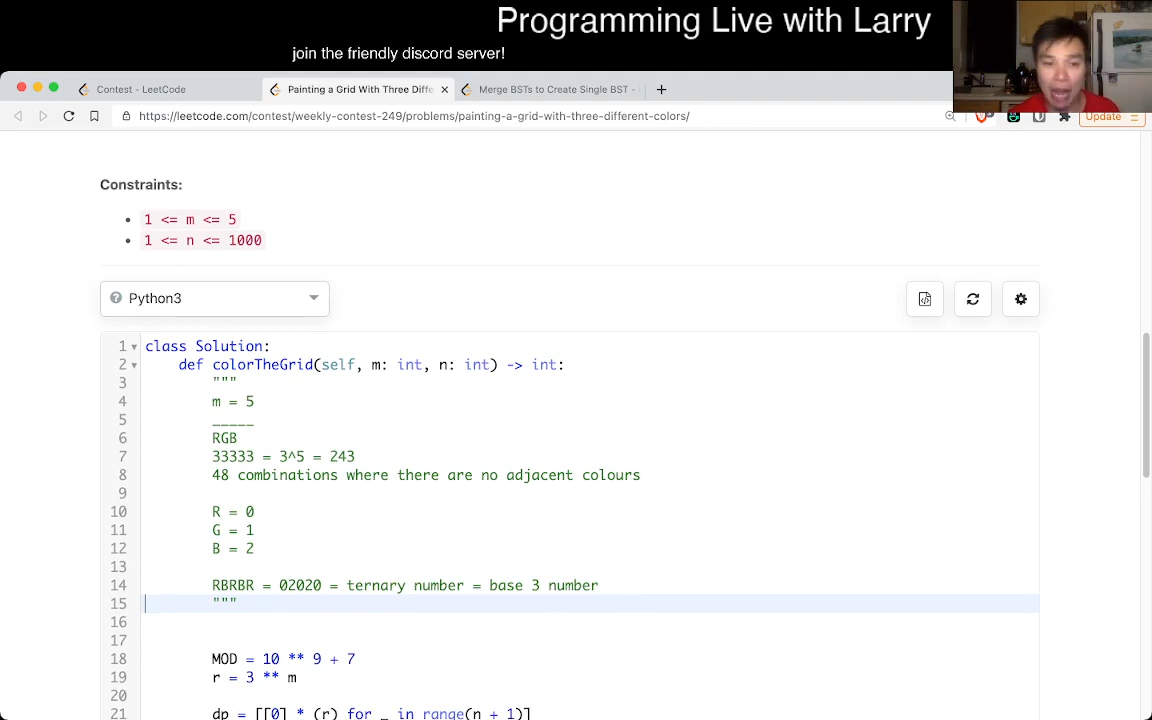 Programming Live with Larry
join the friendly discord server!
Contest - LeetCode
Painting a Grid With Three Diffe
Merge BSTs to Create Single BST -
https://leetcode.com/contest/weekly-contest-249/problems/painting-a-grid-with-three-different-colors/
Update
Constraints:
1 <= m <= 5
1 <= n <= 1000
Python3
1 class Solution:
2 def colorTheGrid(self, m: int, n: int) -> int:
3 """
4 m = 5
5 _____
6 RGB
7 33333 = 3^5 = 243
8 48 combinations where there are no adjacent colours
9
10 R = 0
11 G = 1
12 B = 2
13
14 RBRBR = 02020 = ternary number = base 3 number
15 """
16
17
18 MOD = 10 ** 9 + 7
19 r = 3 ** m
20
21 dp = [[0] * (r) for _ in range(n + 1)]